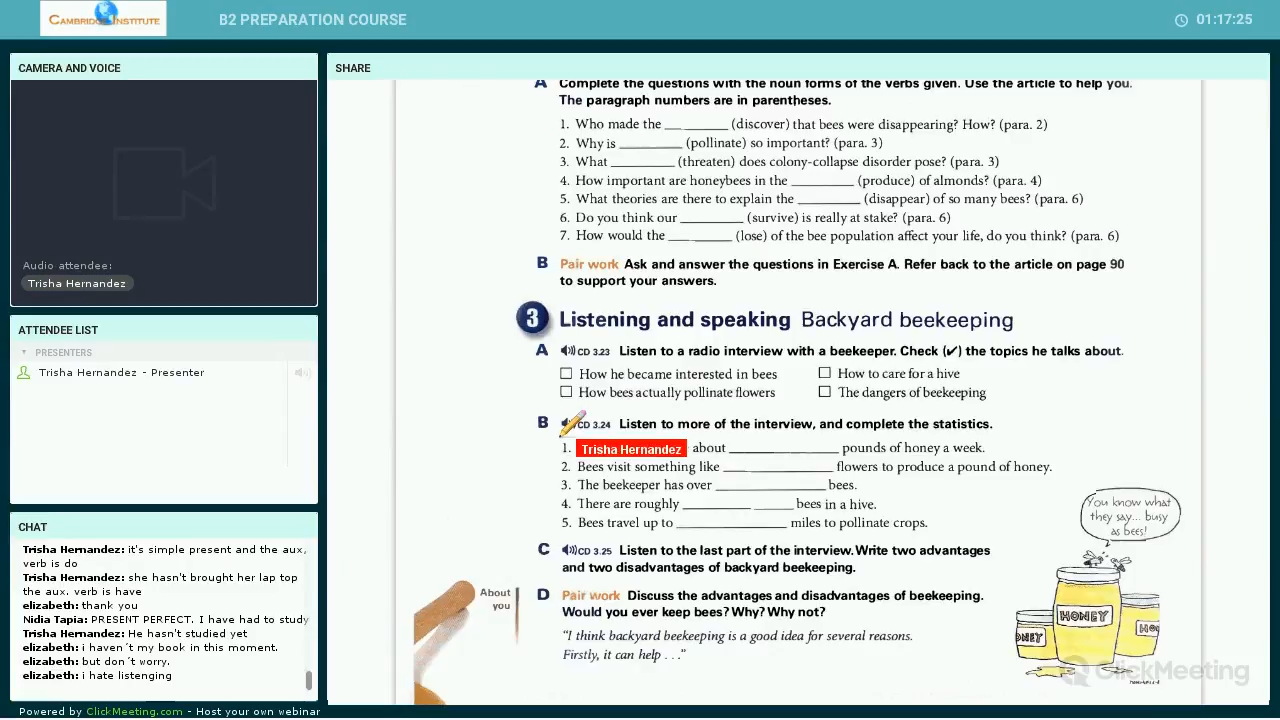 CAMBRIDGE INSTITUTE
B2 PREPARATION COURSE
01:17:25
CAMERA AND VOICE
Audio attendee:
Trisha Hernandez
ATTENDEE LIST
PRESENTERS
Trisha Hernandez - Presenter
CHAT
Trisha Hernandez: it's simple present and the aux,
verb is do
Trisha Hernandez: she hasn't brought her lap top
the aux. verb is have
elizabeth: thank you
Nidia Tapia: PRESENT PERFECT. I have had to study
Trisha Hernandez: He hasn't studied yet
elizabeth: i haven´t my book in this moment.
elizabeth: but don´t worry.
elizabeth: i hate listenging
Powered by ClickMeeting.com - Host your own webinar
SHARE
A Complete the questions with the noun forms of the verbs given. Use the article to help you.
The paragraph numbers are in parentheses.
1. Who made the __ _______ (discover) that bees were disappearing? How? (para. 2)
2. Why is _________ (pollinate) so important? (para. 3)
3. What _________ (threaten) does colony-collapse disorder pose? (para. 3)
4. How important are honeybees in the _________ (produce) of almonds? (para. 4)
5. What theories are there to explain the _________ (disappear) of so many bees? (para. 6)
6. Do you think our _________ (survive) is really at stake? (para. 6)
7. How would the ___ ______ (lose) of the bee population affect your life, do you think? (para. 6)
B Pair work Ask and answer the questions in Exercise A. Refer back to the article on page 90
to support your answers.
3 Listening and speaking Backyard beekeeping
A CD 3.23 Listen to a radio interview with a beekeeper. Check (✔) the topics he talks about.
How he became interested in bees How to care for a hive
How bees actually pollinate flowers The dangers of beekeeping
B CD 3.24 Listen to more of the interview, and complete the statistics.
1. Trisha Hernandez about ________________ pounds of honey a week.
2. Bees visit something like ________________ flowers to produce a pound of honey.
3. The beekeeper has over ________________ bees.
4. There are roughly __________ ______ bees in a hive.
5. Bees travel up to ________________ miles to pollinate crops.
C CD 3.25 Listen to the last part of the interview. Write two advantages
and two disadvantages of backyard beekeeping.
About
you
D Pair work Discuss the advantages and disadvantages of beekeeping.
Would you ever keep bees? Why? Why not?
"I think backyard beekeeping is a good idea for several reasons.
Firstly, it can help . . ."
You know what
they say... busy
as bees!
HONEY
ONEY
HO
ClickMeeting